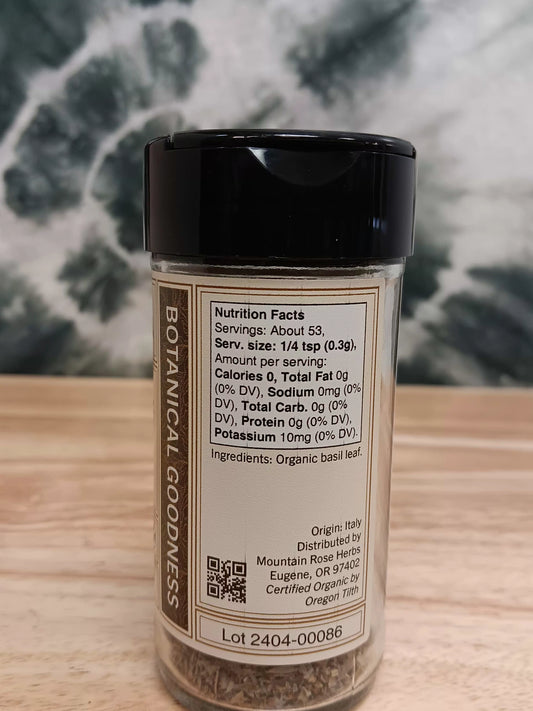 BOTANICAL GOODNESS
Nutrition Facts
Servings: About 53,
Serv. size: 1/4 tsp (0.3g),
Amount per serving:
Calories 0, Total Fat 0g
(0% DV), Sodium 0mg (0%
DV), Total Carb. 0g (0%
DV), Protein 0g (0% DV),
Potassium 10mg (0% DV).
Ingredients: Organic basil leaf.
Origin: Italy
Distributed by
Mountain Rose Herbs
Eugene, OR 97402
Certified Organic by
Oregon Tilth
Lot 2404-00086